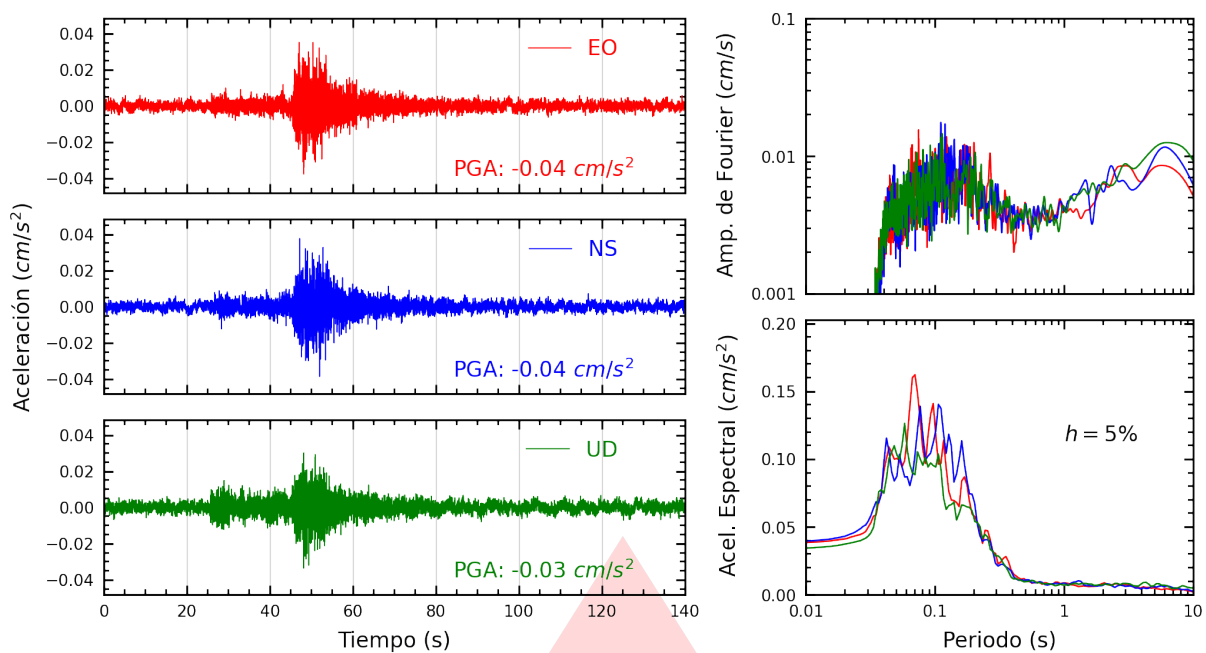 Aceleración (cm/s²)
0.04
0.02
0.00
−0.02
−0.04
EO
PGA: -0.04 cm/s²
0.04
0.02
0.00
−0.02
−0.04
NS
PGA: -0.04 cm/s²
0.04
0.02
0.00
−0.02
−0.04
UD
PGA: -0.03 cm/s²
0 20 40 60 80 100 120 140
Tiempo (s)
Amp. de Fourier (cm/s)
0.1
0.01
0.001
Acel. Espectral (cm/s²)
0.20
0.15
0.10
0.05
0.00
h = 5%
0.01 0.1 1 10
Periodo (s)